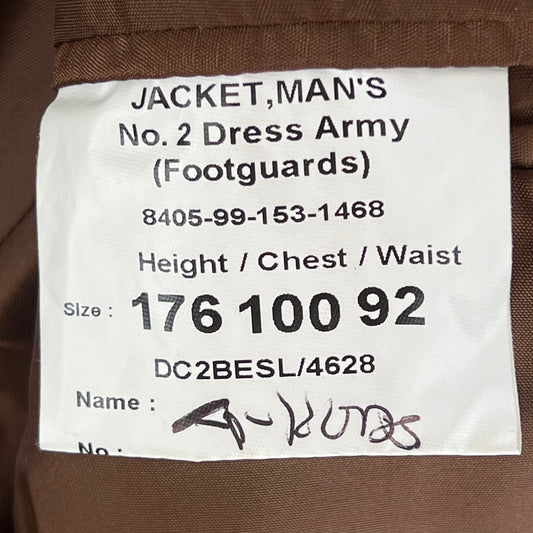 JACKET,MAN'S
No. 2 Dress Army
(Footguards)
8405-99-153-1468
Height / Chest / Waist
Size : 176 100 92
DC2BESL/4628
Name :
No :